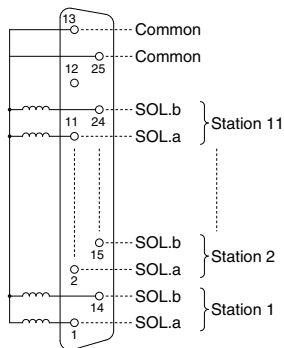 13
Common
Common
12
25
SOL.b
11
24
Station 11
SOL.a
SOL.b
15
Station 2
SOL.a
2
SOL.b
14
Station 1
SOL.a
1